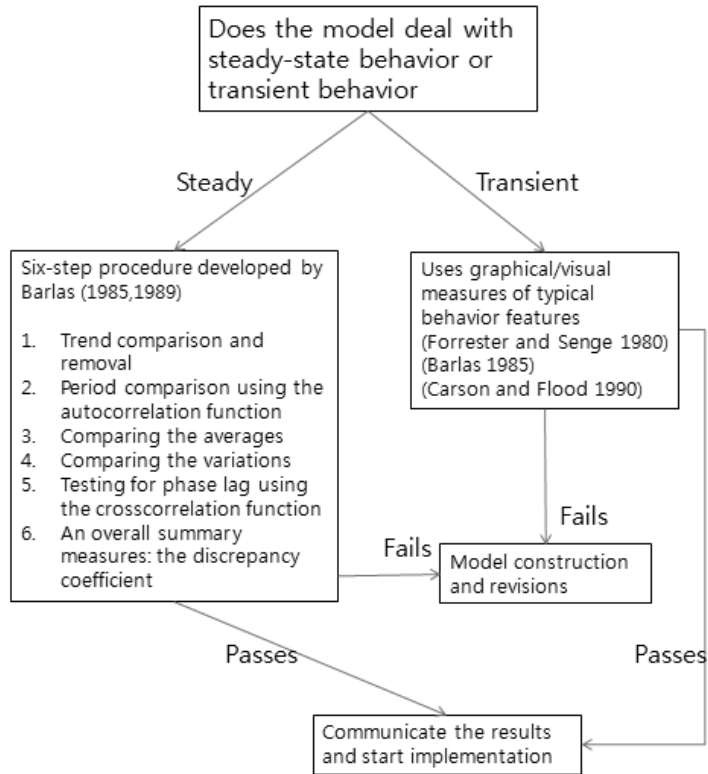 Does the model deal with
steady-state behavior or
transient behavior
Steady
Transient
Six-step procedure developed by
Barlas (1985,1989)
1. Trend comparison and
removal
2. Period comparison using the
autocorrelation function
3. Comparing the averages
4. Comparing the variations
5. Testing for phase lag using
the crosscorrelation function
6. An overall summary
measures: the discrepancy
coefficient
Uses graphical/visual
measures of typical
behavior features
(Forrester and Senge 1980)
(Barlas 1985)
(Carson and Flood 1990)
Fails
Fails
Model construction
and revisions
Passes
Passes
Communicate the results
and start implementation